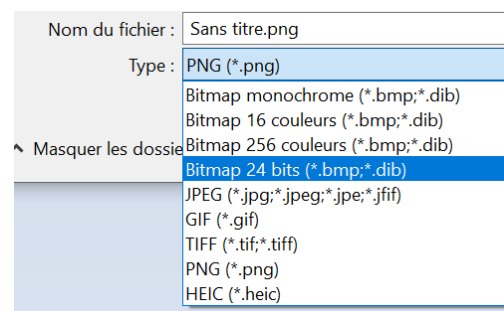 Nom du fichier : Sans titre.png
Type : PNG (*.png)
Bitmap monochrome (*.bmp;*.dib)
Bitmap 16 couleurs (*.bmp;*.dib)
Masquer les dossie Bitmap 256 couleurs (*.bmp;*.dib)
Bitmap 24 bits (*.bmp;*.dib)
JPEG (*.jpg;*.jpeg;*.jpe;*.jfif)
GIF (*.gif)
TIFF (*.tif;*.tiff)
PNG (*.png)
HEIC (*.heic)